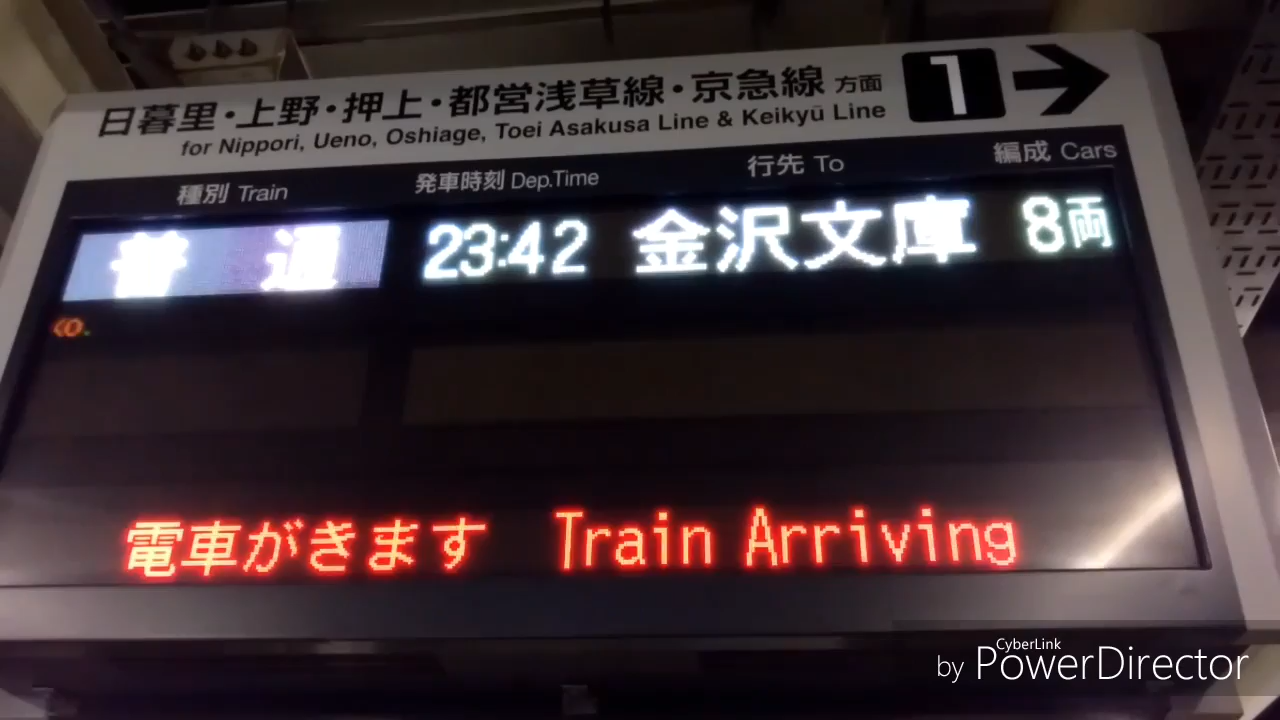 日暮里・上野・押上・都営浅草線・京急線 方面 1 →
for Nippori, Ueno, Oshiage, Toei Asakusa Line & Keikyū Line
種別 Train 発車時刻 Dep.Time 行先 To 編成 Cars
普通 23:42 金沢文庫 8両
電車がきます Train Arriving
CyberLink
by PowerDirector